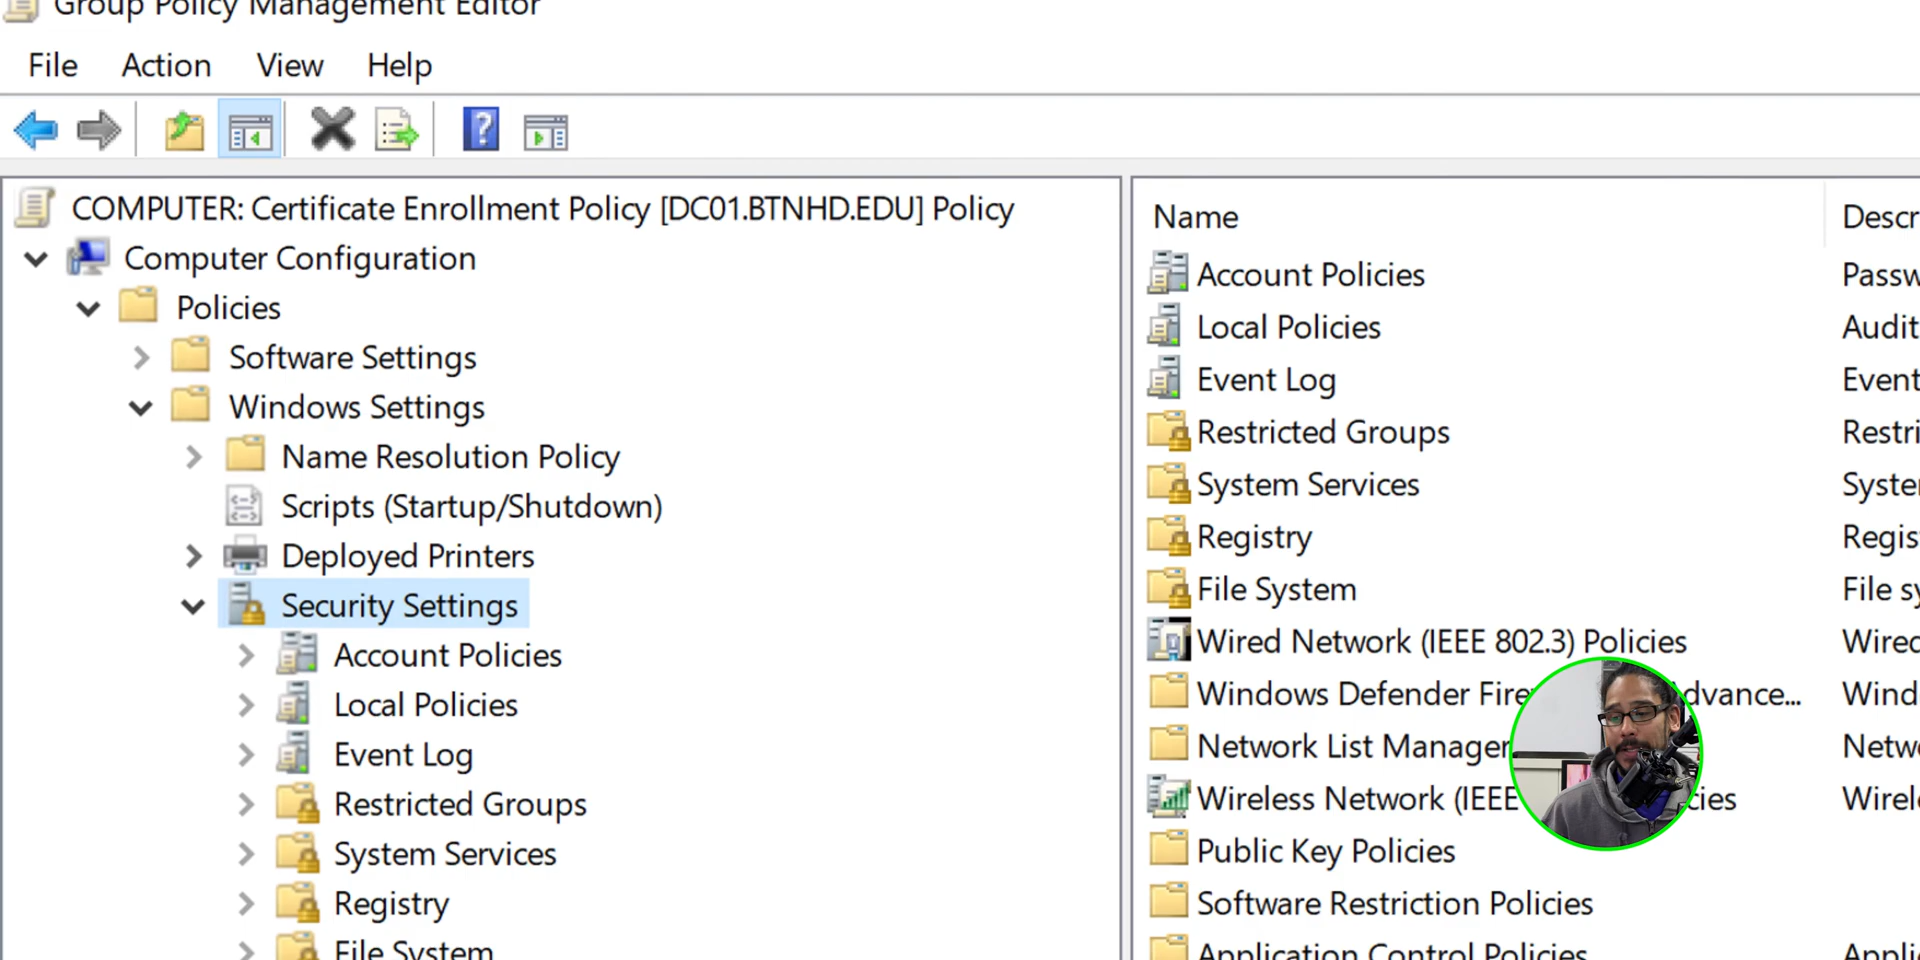 Group Policy Management Editor
File Action View Help
COMPUTER: Certificate Enrollment Policy [DC01.BTNHD.EDU] Policy
Computer Configuration
Policies
Software Settings
Windows Settings
Name Resolution Policy
Scripts (Startup/Shutdown)
Deployed Printers
Security Settings
Account Policies
Local Policies
Event Log
Restricted Groups
System Services
Registry
File System
Name Descr
Account Policies Passw
Local Policies Audit
Event Log Event
Restricted Groups Restri
System Services Syste
Registry Regis
File System File sy
Wired Network (IEEE 802.3) Policies Wired
Windows Defender Fire dvance... Wind
Network List Manager Netwo
Wireless Network (IEEE cies Wirel
Public Key Policies
Software Restriction Policies
Application Control Policies Appli